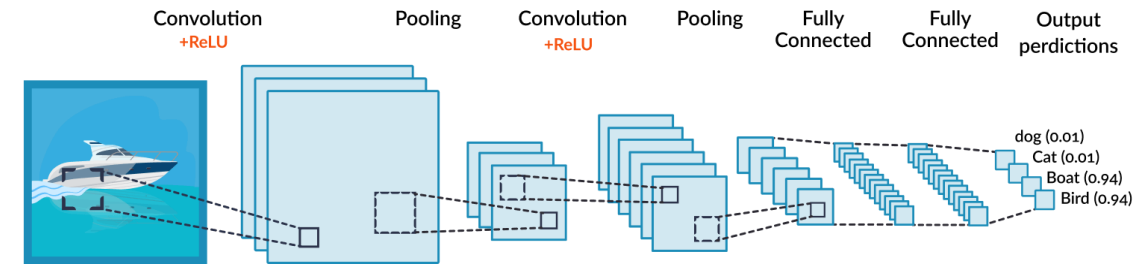 Convolution
+ReLU
Pooling
Convolution
+ReLU
Pooling
Fully
Connected
Fully
Connected
Output
perdictions
dog (0.01)
Cat (0.01)
Boat (0.94)
Bird (0.94)